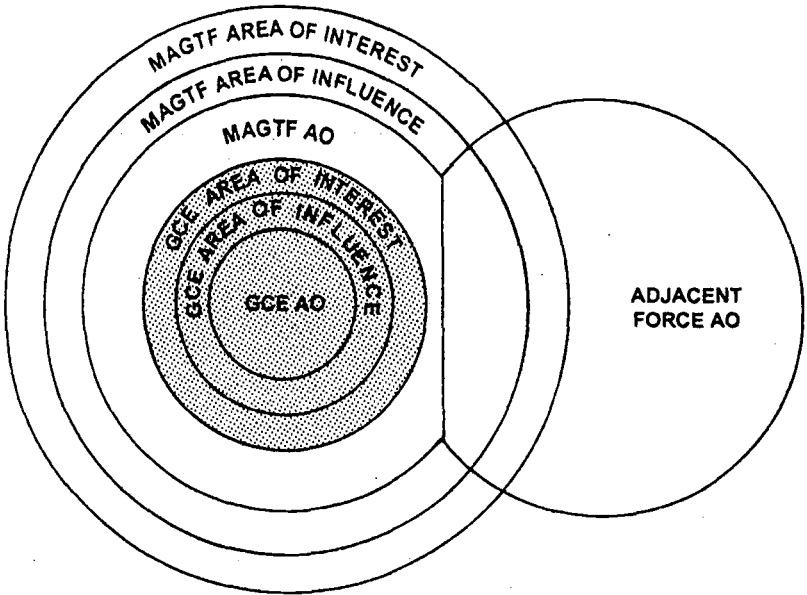 MAGTF AREA OF INTEREST
MAGTF AREA OF INFLUENCE
MAGTF AO
GCE AREA OF INTEREST
GCE AREA OF INFLUENCE
GCE AO
ADJACENT
FORCE AO